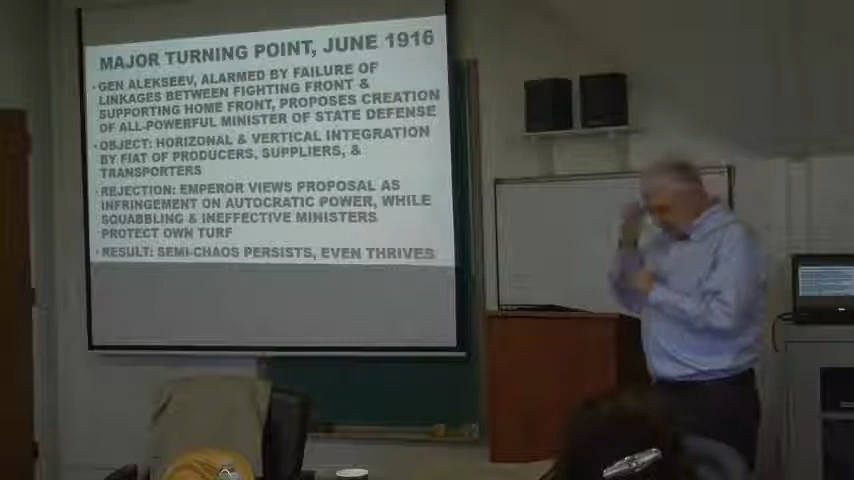 MAJOR TURNING POINT, JUNE 1916
• GEN ALEKSEEV, ALARMED BY FAILURE OF
LINKAGES BETWEEN FIGHTING FRONT &
SUPPORTING HOME FRONT, PROPOSES CREATION
OF ALL-POWERFUL MINISTER OF STATE DEFENSE
• OBJECT: HORIZONAL & VERTICAL INTEGRATION
BY FIAT OF PRODUCERS, SUPPLIERS, &
TRANSPORTERS
• REJECTION: EMPEROR VIEWS PROPOSAL AS
INFRINGEMENT ON AUTOCRATIC POWER, WHILE
SQUABBLING & INEFFECTIVE MINISTERS
PROTECT OWN TURF
• RESULT: SEMI-CHAOS PERSISTS, EVEN THRIVES